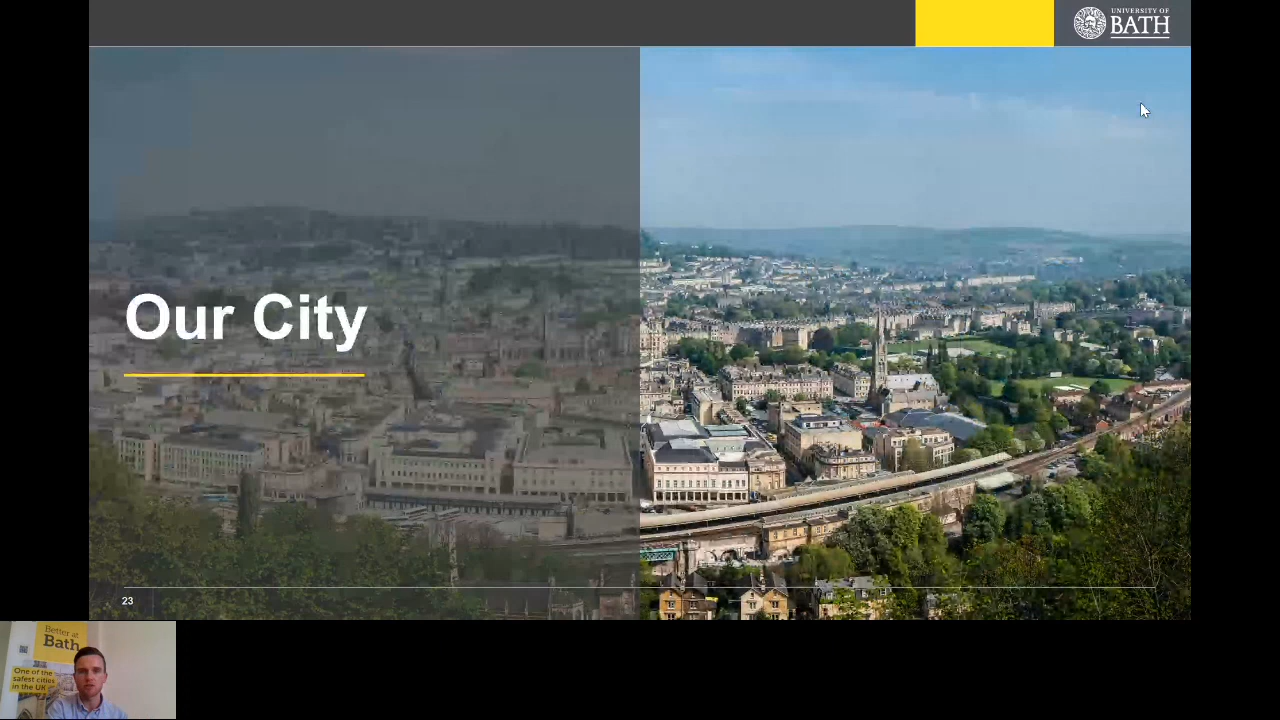 UNIVERSITY OF
BATH
Our City
23
Better at
Bath
One of the
safest cities
in the UK